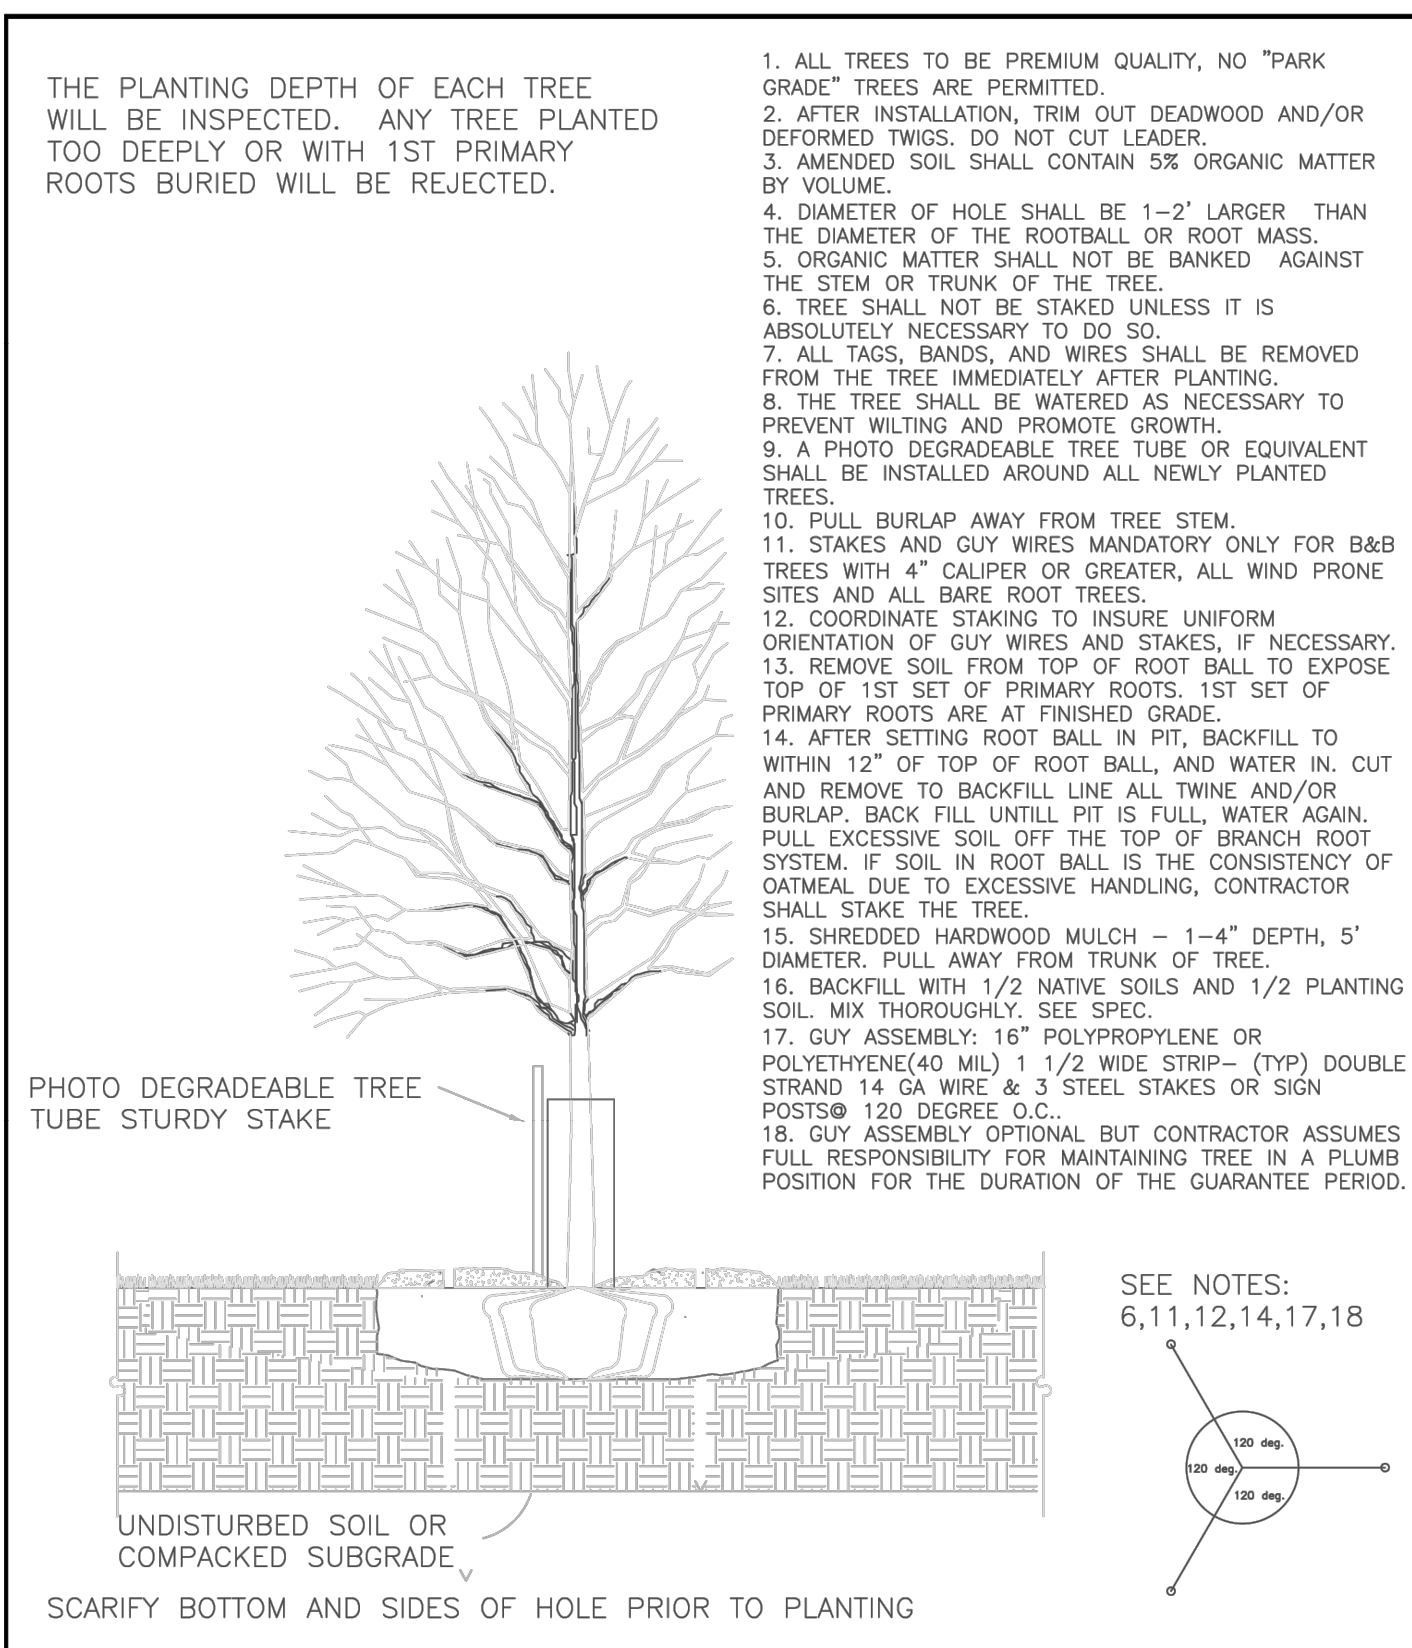 THE PLANTING DEPTH OF EACH TREE
WILL BE INSPECTED. ANY TREE PLANTED
TOO DEEPLY OR WITH 1ST PRIMARY
ROOTS BURIED WILL BE REJECTED.
1. ALL TREES TO BE PREMIUM QUALITY, NO "PARK
GRADE" TREES ARE PERMITTED.
2. AFTER INSTALLATION, TRIM OUT DEADWOOD AND/OR
DEFORMED TWIGS. DO NOT CUT LEADER.
3. AMENDED SOIL SHALL CONTAIN 5% ORGANIC MATTER
BY VOLUME.
4. DIAMETER OF HOLE SHALL BE 1-2' LARGER THAN
THE DIAMETER OF THE ROOTBALL OR ROOT MASS.
5. ORGANIC MATTER SHALL NOT BE BANKED AGAINST
THE STEM OR TRUNK OF THE TREE.
6. TREE SHALL NOT BE STAKED UNLESS IT IS
ABSOLUTELY NECESSARY TO DO SO.
7. ALL TAGS, BANDS, AND WIRES SHALL BE REMOVED
FROM THE TREE IMMEDIATELY AFTER PLANTING.
8. THE TREE SHALL BE WATERED AS NECESSARY TO
PREVENT WILTING AND PROMOTE GROWTH.
9. A PHOTO DEGRADEABLE TREE TUBE OR EQUIVALENT
SHALL BE INSTALLED AROUND ALL NEWLY PLANTED
TREES.
10. PULL BURLAP AWAY FROM TREE STEM.
11. STAKES AND GUY WIRES MANDATORY ONLY FOR B&B
TREES WITH 4" CALIPER OR GREATER, ALL WIND PRONE
SITES AND ALL BARE ROOT TREES.
12. COORDINATE STAKING TO INSURE UNIFORM
ORIENTATION OF GUY WIRES AND STAKES, IF NECESSARY.
13. REMOVE SOIL FROM TOP OF ROOT BALL TO EXPOSE
TOP OF 1ST SET OF PRIMARY ROOTS. 1ST SET OF
PRIMARY ROOTS ARE AT FINISHED GRADE.
14. AFTER SETTING ROOT BALL IN PIT, BACKFILL TO
WITHIN 12" OF TOP OF ROOT BALL, AND WATER IN. CUT
AND REMOVE TO BACKFILL LINE ALL TWINE AND/OR
BURLAP. BACK FILL UNTILL PIT IS FULL, WATER AGAIN.
PULL EXCESSIVE SOIL OFF THE TOP OF BRANCH ROOT
SYSTEM. IF SOIL IN ROOT BALL IS THE CONSISTENCY OF
OATMEAL DUE TO EXCESSIVE HANDLING, CONTRACTOR
SHALL STAKE THE TREE.
15. SHREDDED HARDWOOD MULCH – 1-4" DEPTH, 5'
DIAMETER. PULL AWAY FROM TRUNK OF TREE.
16. BACKFILL WITH 1/2 NATIVE SOILS AND 1/2 PLANTING
SOIL. MIX THOROUGHLY. SEE SPEC.
17. GUY ASSEMBLY: 16" POLYPROPYLENE OR
POLYETHYENE(40 MIL) 1 1/2 WIDE STRIP– (TYP) DOUBLE
STRAND 14 GA WIRE & 3 STEEL STAKES OR SIGN
POSTS@ 120 DEGREE O.C..
18. GUY ASSEMBLY OPTIONAL BUT CONTRACTOR ASSUMES
FULL RESPONSIBILITY FOR MAINTAINING TREE IN A PLUMB
POSITION FOR THE DURATION OF THE GUARANTEE PERIOD.
PHOTO DEGRADEABLE TREE
TUBE STURDY STAKE
SEE NOTES:
6,11,12,14,17,18
120 deg.
120 deg.
120 deg.
UNDISTURBED SOIL OR
COMPACKED SUBGRADE
SCARIFY BOTTOM AND SIDES OF HOLE PRIOR TO PLANTING